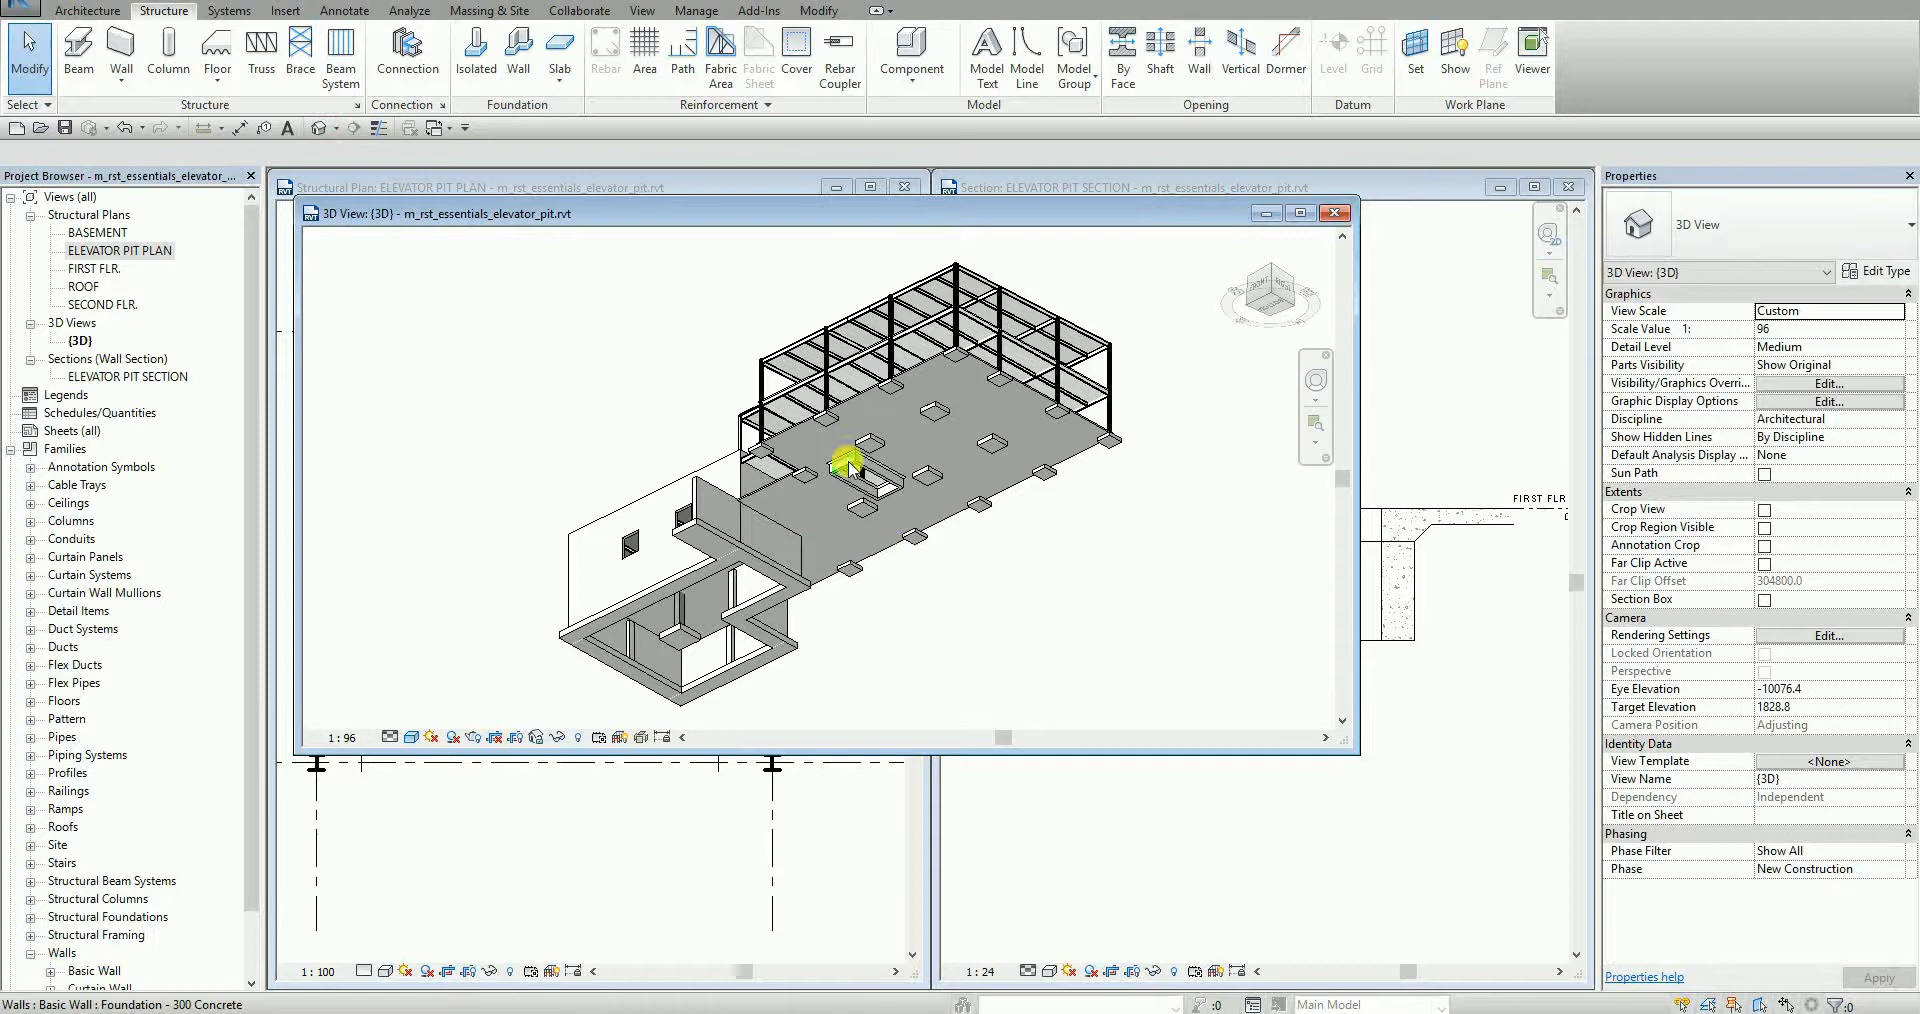 Architecture Structure Systems Insert Annotate Analyze Massing & Site Collaborate View Manage Add-Ins Modify
Modify Beam Wall Column Floor Truss Brace Beam System Connection Isolated Wall Slab Rebar Area Path Fabric Area Fabric Sheet Cover Rebar Coupler Component Model Text Model Line Model Group By Face Shaft Wall Vertical Dormer Level Grid Set Show Ref Plane Viewer
Select Structure Connection Foundation Reinforcement Model Opening Datum Work Plane
Project Browser - m_rst_essentials_elevator_...
Views (all)
Structural Plans
BASEMENT
ELEVATOR PIT PLAN
FIRST FLR.
ROOF
SECOND FLR.
3D Views
{3D}
Sections (Wall Section)
ELEVATOR PIT SECTION
Legends
Schedules/Quantities
Sheets (all)
Families
Annotation Symbols
Cable Trays
Ceilings
Columns
Conduits
Curtain Panels
Curtain Systems
Curtain Wall Mullions
Detail Items
Duct Systems
Ducts
Flex Ducts
Flex Pipes
Floors
Pattern
Pipes
Piping Systems
Profiles
Railings
Ramps
Roofs
Site
Stairs
Structural Beam Systems
Structural Columns
Structural Foundations
Structural Framing
Walls
Basic Wall
Curtain Wall
Structural Plan: ELEVATOR PIT PLAN - m_rst_essentials_elevator_pit.rvt
Section: ELEVATOR PIT SECTION - m_rst_essentials_elevator_pit.rvt
3D View: {3D} - m_rst_essentials_elevator_pit.rvt
1 : 96
FIRST FLR
1 : 100
1 : 24
Properties
3D View
3D View: {3D} Edit Type
Graphics
View Scale Custom
Scale Value 1: 96
Detail Level Medium
Parts Visibility Show Original
Visibility/Graphics Overri... Edit...
Graphic Display Options Edit...
Discipline Architectural
Show Hidden Lines By Discipline
Default Analysis Display ... None
Sun Path
Extents
Crop View
Crop Region Visible
Annotation Crop
Far Clip Active
Far Clip Offset 304800.0
Section Box
Camera
Rendering Settings Edit...
Locked Orientation
Perspective
Eye Elevation -10076.4
Target Elevation 1828.8
Camera Position Adjusting
Identity Data
View Template <None>
View Name {3D}
Dependency Independent
Title on Sheet
Phasing
Phase Filter Show All
Phase New Construction
Properties help Apply
Walls : Basic Wall : Foundation - 300 Concrete
:0
Main Model
:0